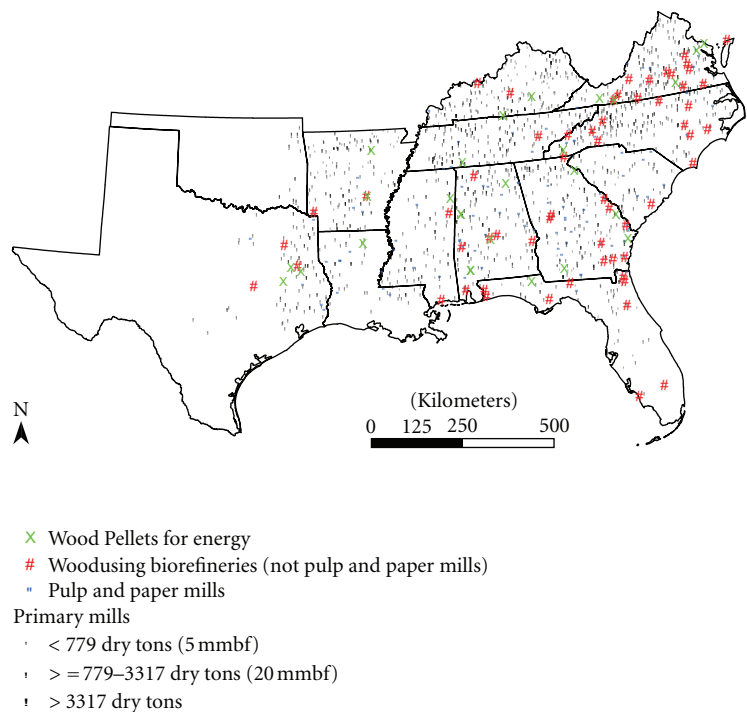 (Kilometers)
0 125 250 500
N
X Wood Pellets for energy
# Woodusing biorefineries (not pulp and paper mills)
" Pulp and paper mills
Primary mills
' < 779 dry tons (5 mmbf)
! > = 779–3317 dry tons (20 mmbf)
! > 3317 dry tons